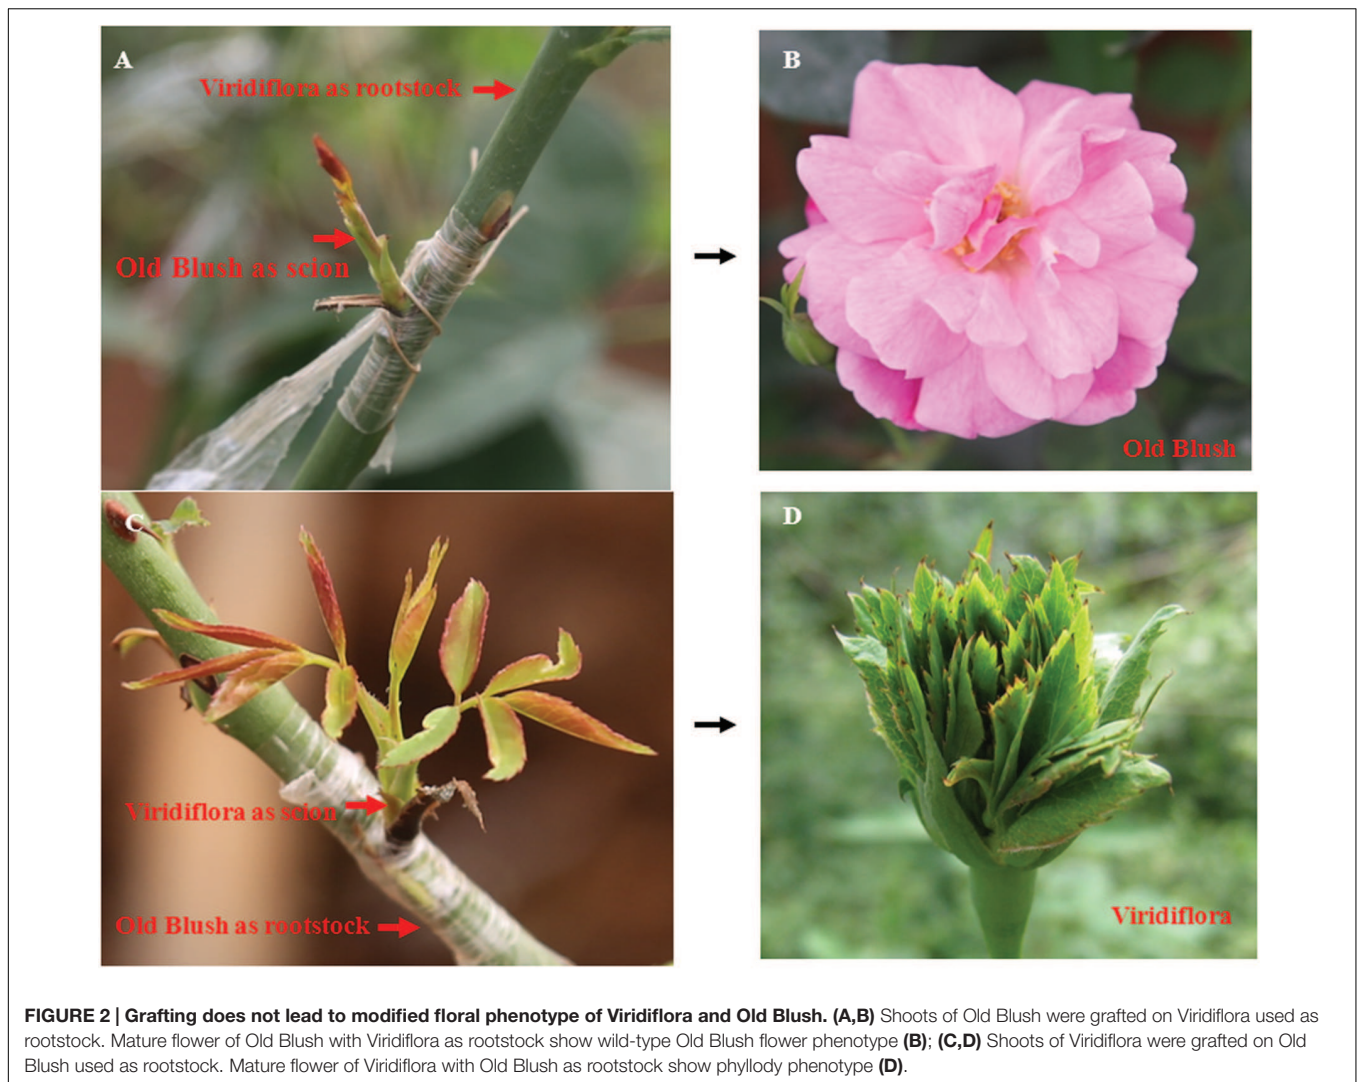 A
Viridiflora as rootstock
Old Blush as scion
B
Old Blush
C
Viridiflora as scion
Old Blush as rootstock
D
Viridiflora
FIGURE 2 | Grafting does not lead to modified floral phenotype of Viridiflora and Old Blush. (A,B) Shoots of Old Blush were grafted on Viridiflora used as
rootstock. Mature flower of Old Blush with Viridiflora as rootstock show wild-type Old Blush flower phenotype (B); (C,D) Shoots of Viridiflora were grafted on Old
Blush used as rootstock. Mature flower of Viridiflora with Old Blush as rootstock show phyllody phenotype (D).